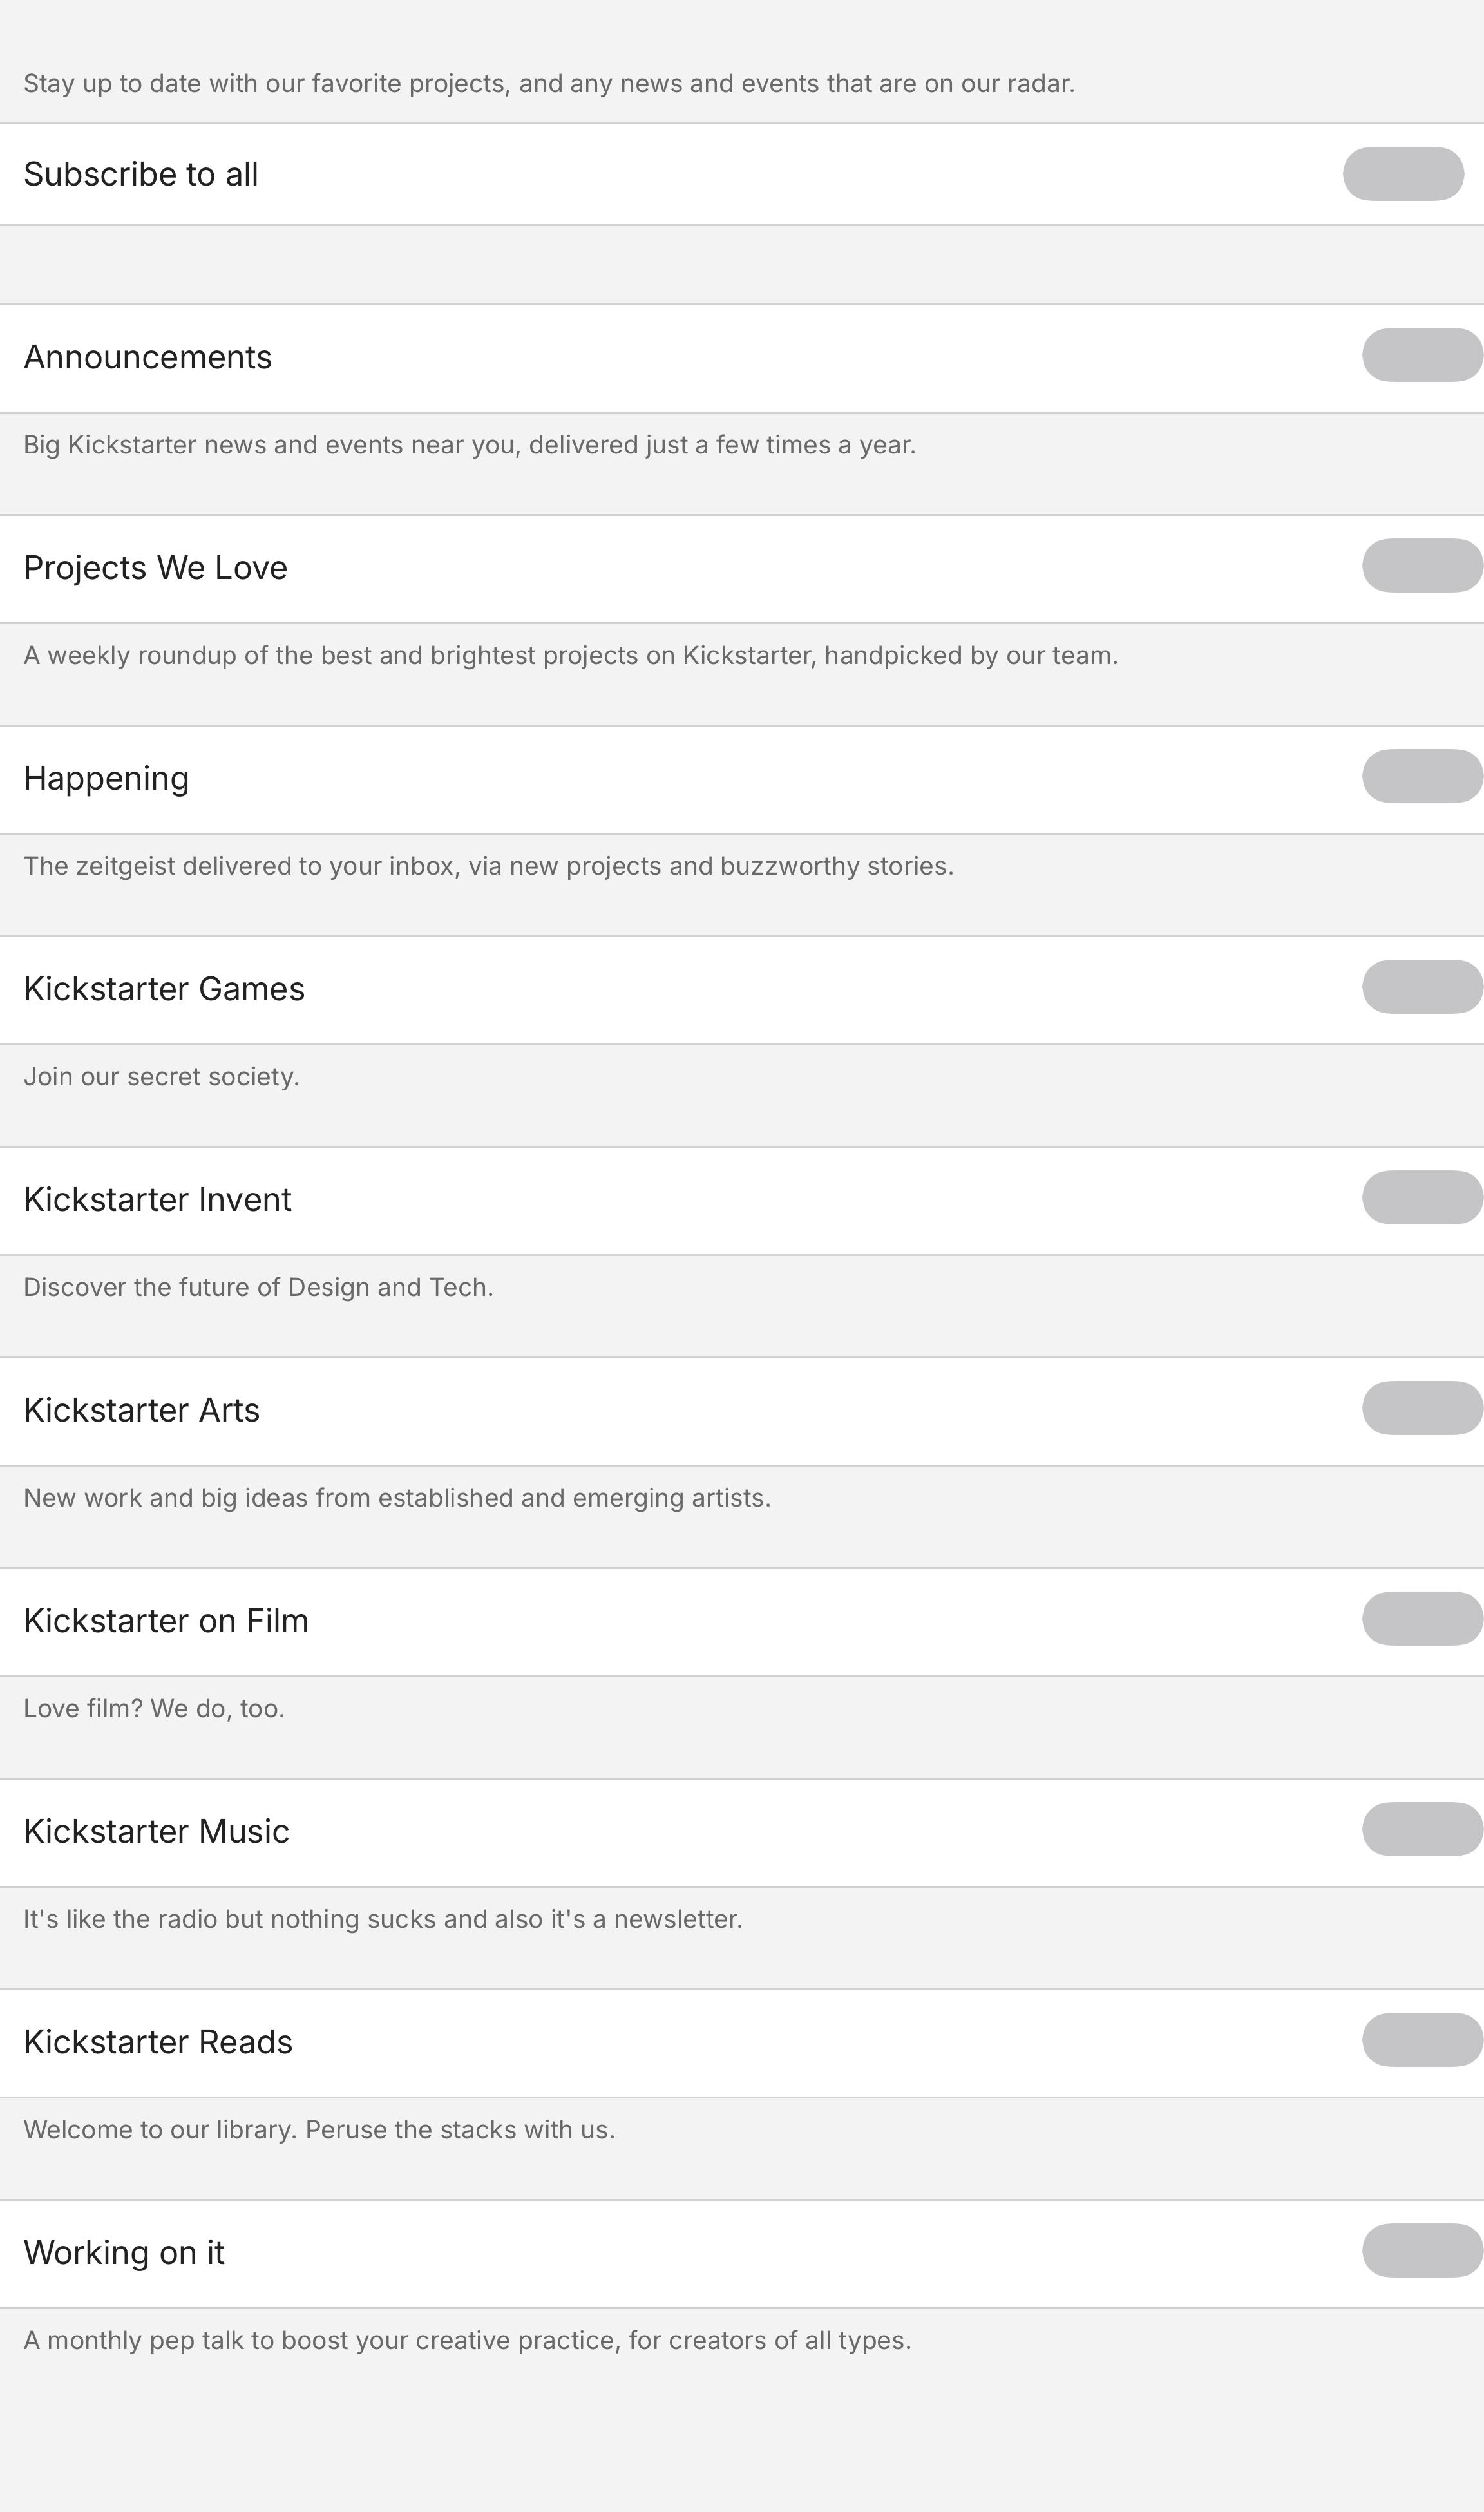 Stay up to date with our favorite projects, and any news and events that are on our radar.
Subscribe to all
Announcements
Big Kickstarter news and events near you, delivered just a few times a year.
Projects We Love
A weekly roundup of the best and brightest projects on Kickstarter, handpicked by our team.
Happening
The zeitgeist delivered to your inbox, via new projects and buzzworthy stories.
Kickstarter Games
Join our secret society.
Kickstarter Invent
Discover the future of Design and Tech.
Kickstarter Arts
New work and big ideas from established and emerging artists.
Kickstarter on Film
Love film? We do, too.
Kickstarter Music
It's like the radio but nothing sucks and also it's a newsletter.
Kickstarter Reads
Welcome to our library. Peruse the stacks with us.
Working on it
A monthly pep talk to boost your creative practice, for creators of all types.